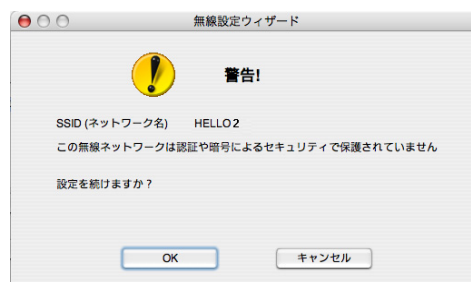 無線設定ウィザード
警告!
SSID (ネットワーク名) HELLO2
この無線ネットワークは認証や暗号によるセキュリティで保護されていません
設定を続けますか？
OK キャンセル